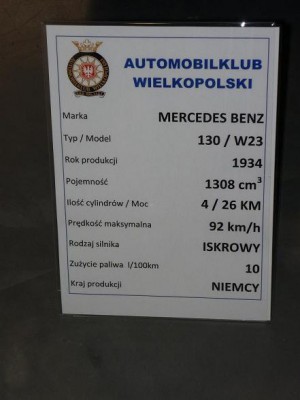 AUTOMOBILKLUB
WIELKOPOLSKI
Marka MERCEDES BENZ
Typ / Model 130 / W23
Rok produkcji 1934
Pojemność 1308 cm³
Ilość cylindrów / Moc 4 / 26 KM
Prędkość maksymalna 92 km/h
Rodzaj silnika ISKROWY
Zużycie paliwa l/100km 10
Kraj produkcji NIEMCY